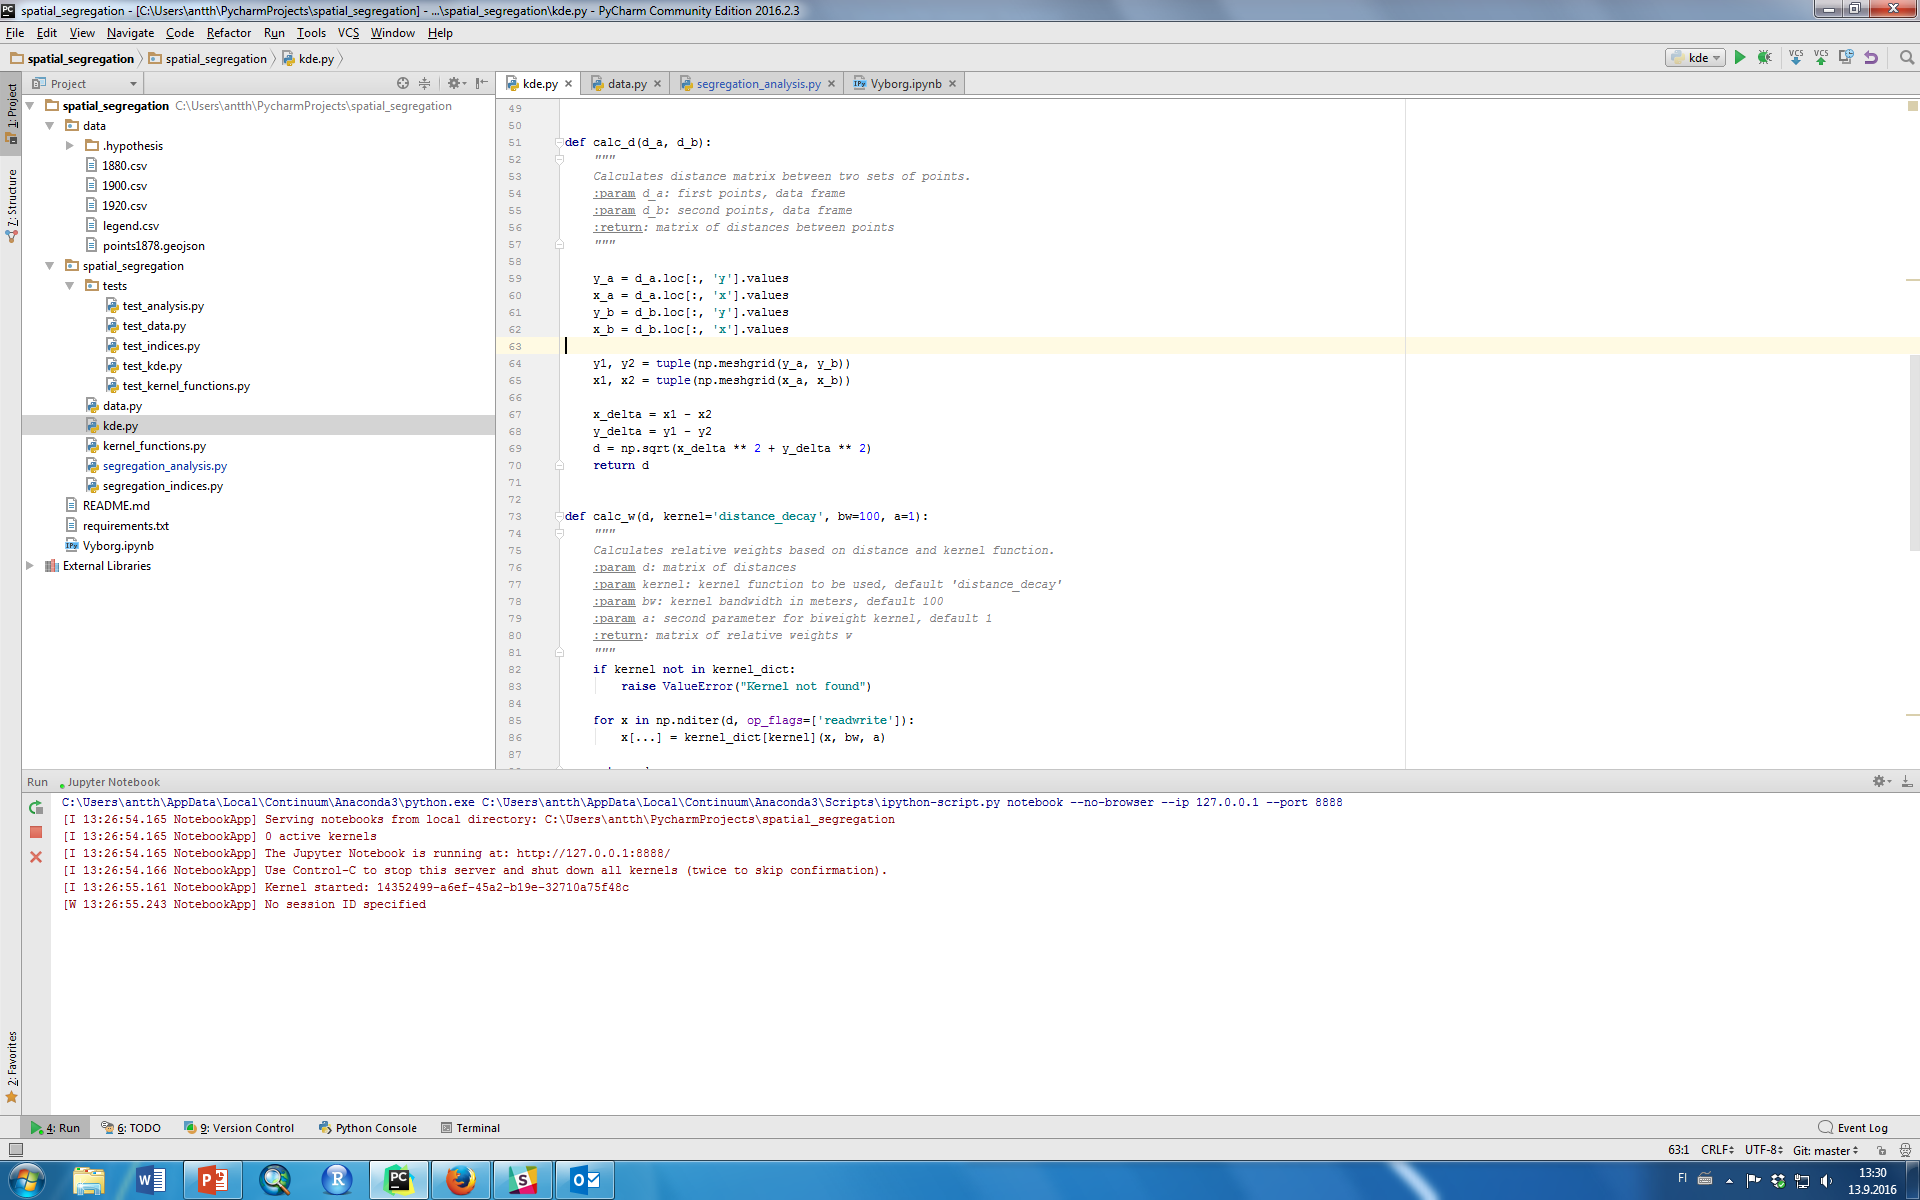 spatial_segregation - [C:\Users\antth\PycharmProjects\spatial_segregation] - ...\spatial_segregation\kde.py - PyCharm Community Edition 2016.2.3
File Edit View Navigate Code Refactor Run Tools VCS Window Help
spatial_segregation spatial_segregation kde.py
kde
VCS VCS
1: Project
7: Structure
2: Favorites
Project
spatial_segregation C:\Users\antth\PycharmProjects\spatial_segregation
data
.hypothesis
1880.csv
1900.csv
1920.csv
legend.csv
points1878.geojson
spatial_segregation
tests
test_analysis.py
test_data.py
test_indices.py
test_kde.py
test_kernel_functions.py
data.py
kde.py
kernel_functions.py
segregation_analysis.py
segregation_indices.py
README.md
requirements.txt
Vyborg.ipynb
External Libraries
kde.py data.py segregation_analysis.py Vyborg.ipynb
49
50
51 def calc_d(d_a, d_b):
52 """
53 Calculates distance matrix between two sets of points.
54 :param d_a: first points, data frame
55 :param d_b: second points, data frame
56 :return: matrix of distances between points
57 """
58
59 y_a = d_a.loc[:, 'y'].values
60 x_a = d_a.loc[:, 'x'].values
61 y_b = d_b.loc[:, 'y'].values
62 x_b = d_b.loc[:, 'x'].values
63
64 y1, y2 = tuple(np.meshgrid(y_a, y_b))
65 x1, x2 = tuple(np.meshgrid(x_a, x_b))
66
67 x_delta = x1 - x2
68 y_delta = y1 - y2
69 d = np.sqrt(x_delta ** 2 + y_delta ** 2)
70 return d
71
72
73 def calc_w(d, kernel='distance_decay', bw=100, a=1):
74 """
75 Calculates relative weights based on distance and kernel function.
76 :param d: matrix of distances
77 :param kernel: kernel function to be used, default 'distance_decay'
78 :param bw: kernel bandwidth in meters, default 100
79 :param a: second parameter for biweight kernel, default 1
80 :return: matrix of relative weights w
81 """
82 if kernel not in kernel_dict:
83 raise ValueError("Kernel not found")
84
85 for x in np.nditer(d, op_flags=['readwrite']):
86 x[...] = kernel_dict[kernel](x, bw, a)
87
Run Jupyter Notebook
C:\Users\antth\AppData\Local\Continuum\Anaconda3\python.exe C:\Users\antth\AppData\Local\Continuum\Anaconda3\Scripts\ipython-script.py notebook --no-browser --ip 127.0.0.1 --port 8888
[I 13:26:54.165 NotebookApp] Serving notebooks from local directory: C:\Users\antth\PycharmProjects\spatial_segregation
[I 13:26:54.165 NotebookApp] 0 active kernels
[I 13:26:54.165 NotebookApp] The Jupyter Notebook is running at: http://127.0.0.1:8888/
[I 13:26:54.166 NotebookApp] Use Control-C to stop this server and shut down all kernels (twice to skip confirmation).
[I 13:26:55.161 NotebookApp] Kernel started: 14352499-a6ef-45a2-b19e-32710a75f48c
[W 13:26:55.243 NotebookApp] No session ID specified
4: Run 6: TODO 9: Version Control Python Console Terminal Event Log
63:1 CRLF UTF-8 Git: master
FI
13:30
13.9.2016